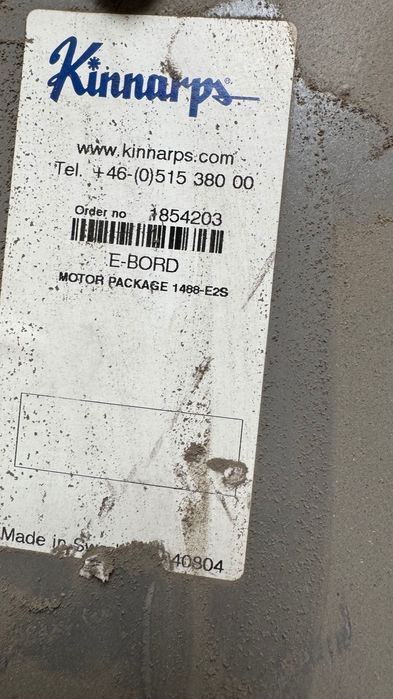 Kinnarps®
www.kinnarps.com
Tel. +46-(0)515 380 00
Order no 1854203
E-BORD
MOTOR PACKAGE 1488-E2S
Made in
40804